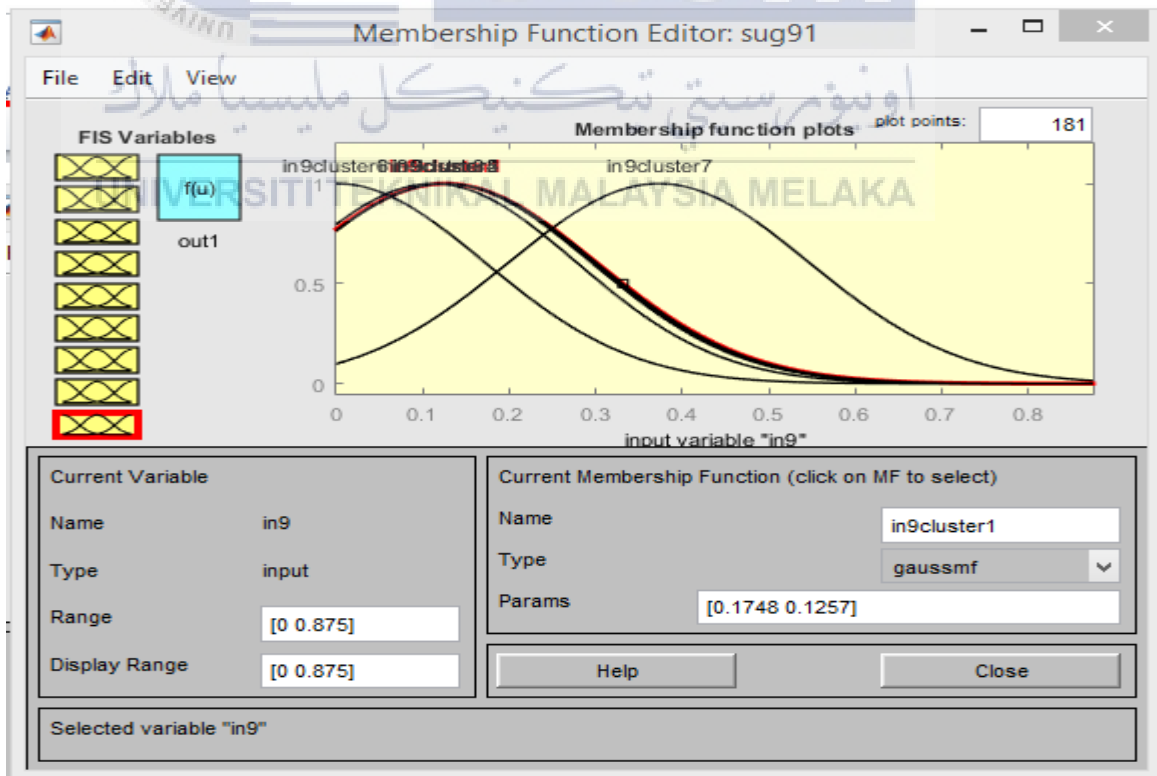 Membership Function Editor: sug91
File Edit View
اونيۏرسيتي تيكنيكل مليسيا ملاك
UNIVERSITI TEKNIKAL MALAYSIA MELAKA
FIS Variables
f(u)
out1
Membership function plots
plot points:
181
in9cluster7
1
0.5
0
0 0.1 0.2 0.3 0.4 0.5 0.6 0.7 0.8
input variable "in9"
Current Variable
Name in9
Type input
Range [0 0.875]
Display Range [0 0.875]
Current Membership Function (click on MF to select)
Name in9cluster1
Type gaussmf
Params [0.1748 0.1257]
Help Close
Selected variable "in9"